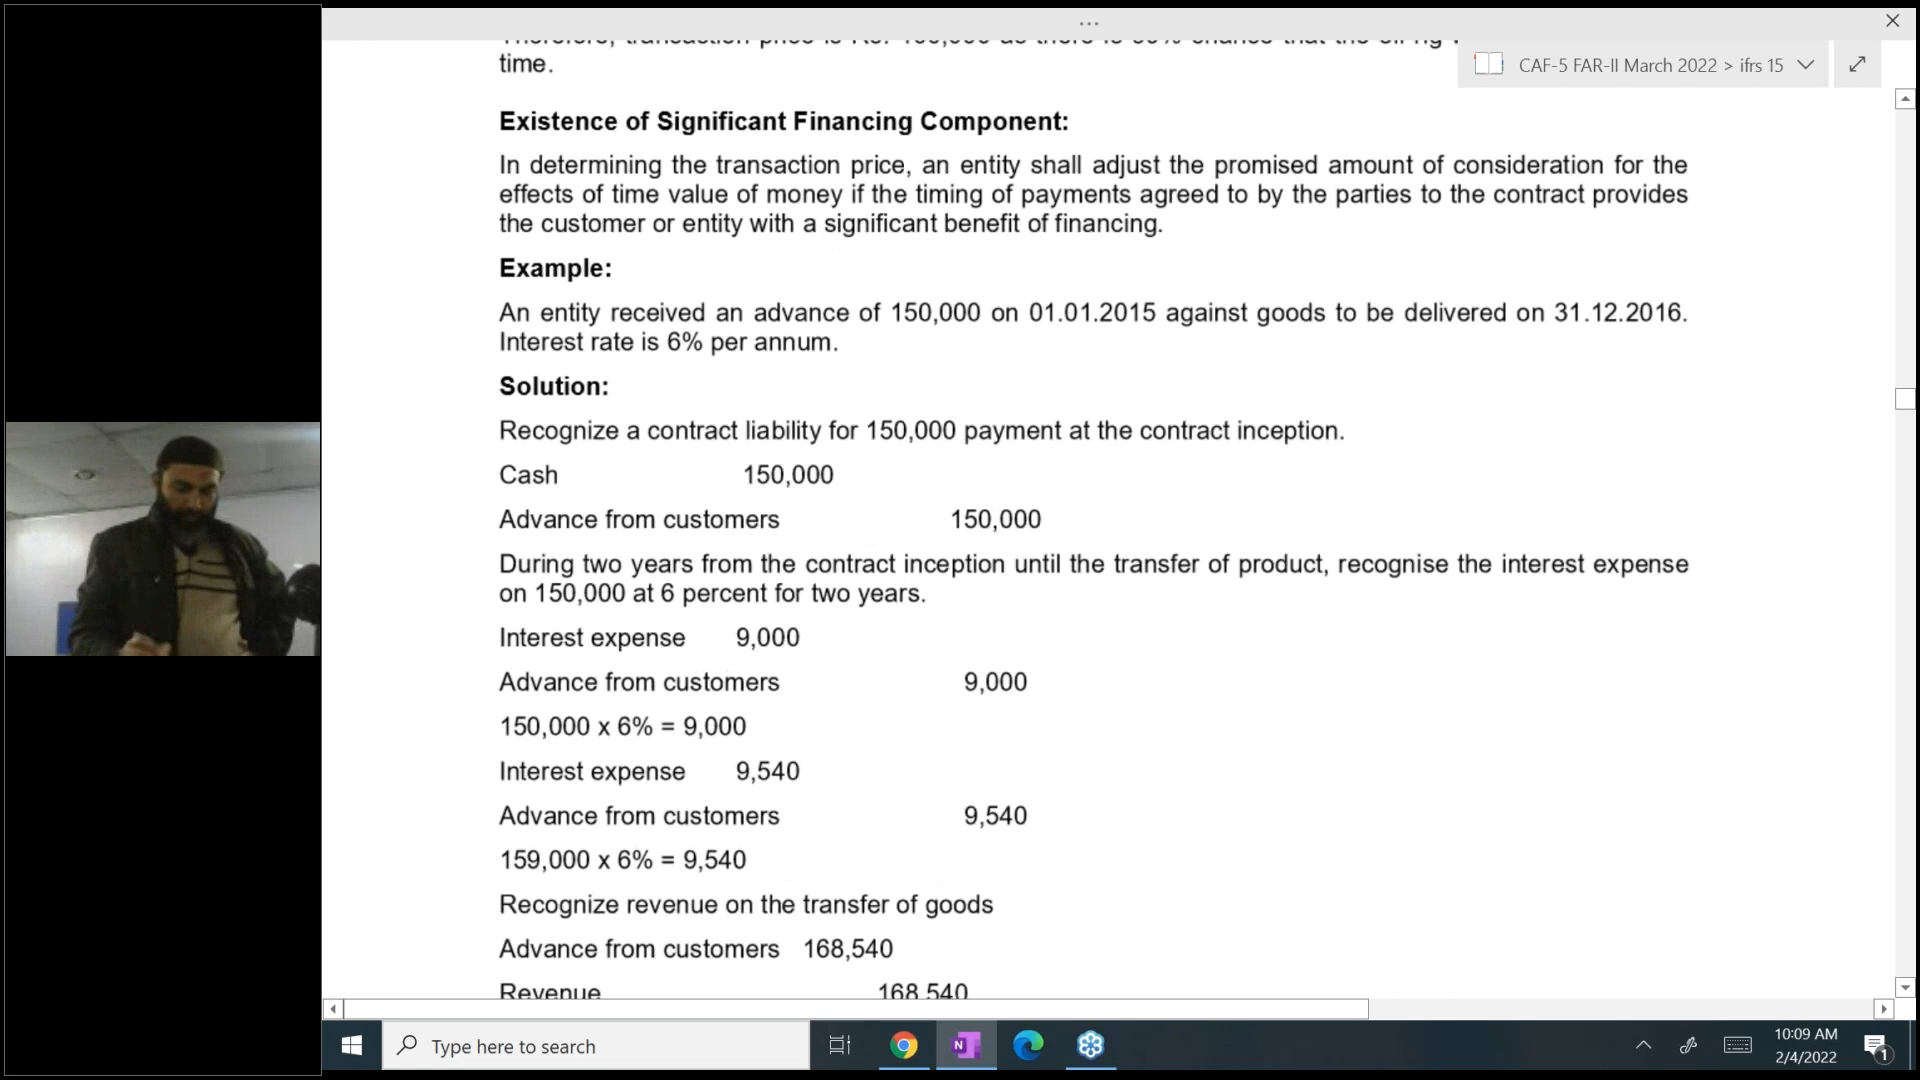 ...
CAF-5 FAR-II March 2022 > ifrs 15
time.
Existence of Significant Financing Component:
In determining the transaction price, an entity shall adjust the promised amount of consideration for the
effects of time value of money if the timing of payments agreed to by the parties to the contract provides
the customer or entity with a significant benefit of financing.
Example:
An entity received an advance of 150,000 on 01.01.2015 against goods to be delivered on 31.12.2016.
Interest rate is 6% per annum.
Solution:
Recognize a contract liability for 150,000 payment at the contract inception.
Cash 150,000
Advance from customers 150,000
During two years from the contract inception until the transfer of product, recognise the interest expense
on 150,000 at 6 percent for two years.
Interest expense 9,000
Advance from customers 9,000
150,000 x 6% = 9,000
Interest expense 9,540
Advance from customers 9,540
159,000 x 6% = 9,540
Recognize revenue on the transfer of goods
Advance from customers 168,540
Revenue 168,540
Type here to search
N
10:09 AM
2/4/2022
1